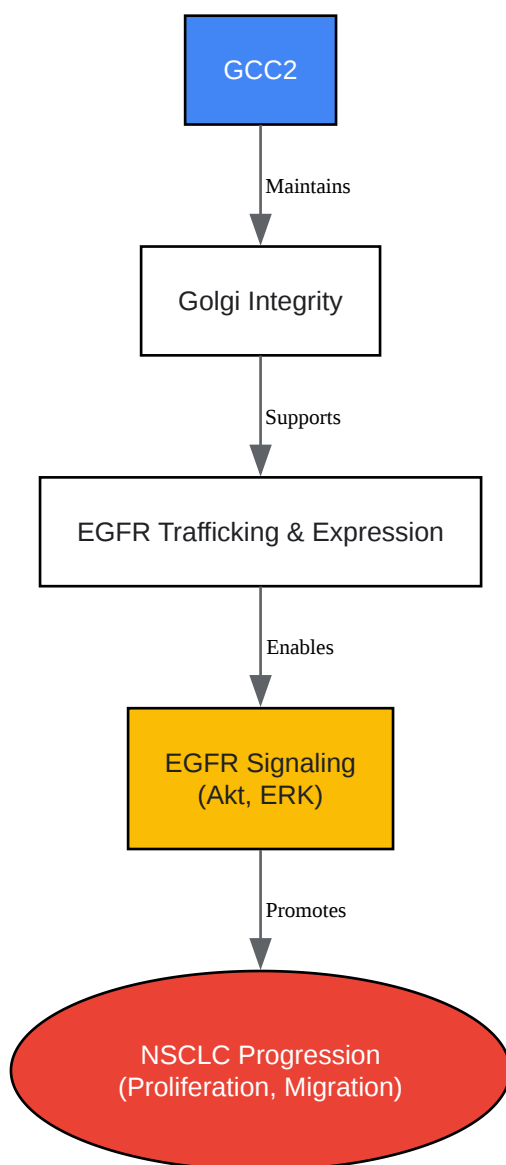 GCC2
Maintains
Golgi Integrity
Supports
EGFR Trafficking & Expression
Enables
EGFR Signaling
(Akt, ERK)
Promotes
NSCLC Progression
(Proliferation, Migration)